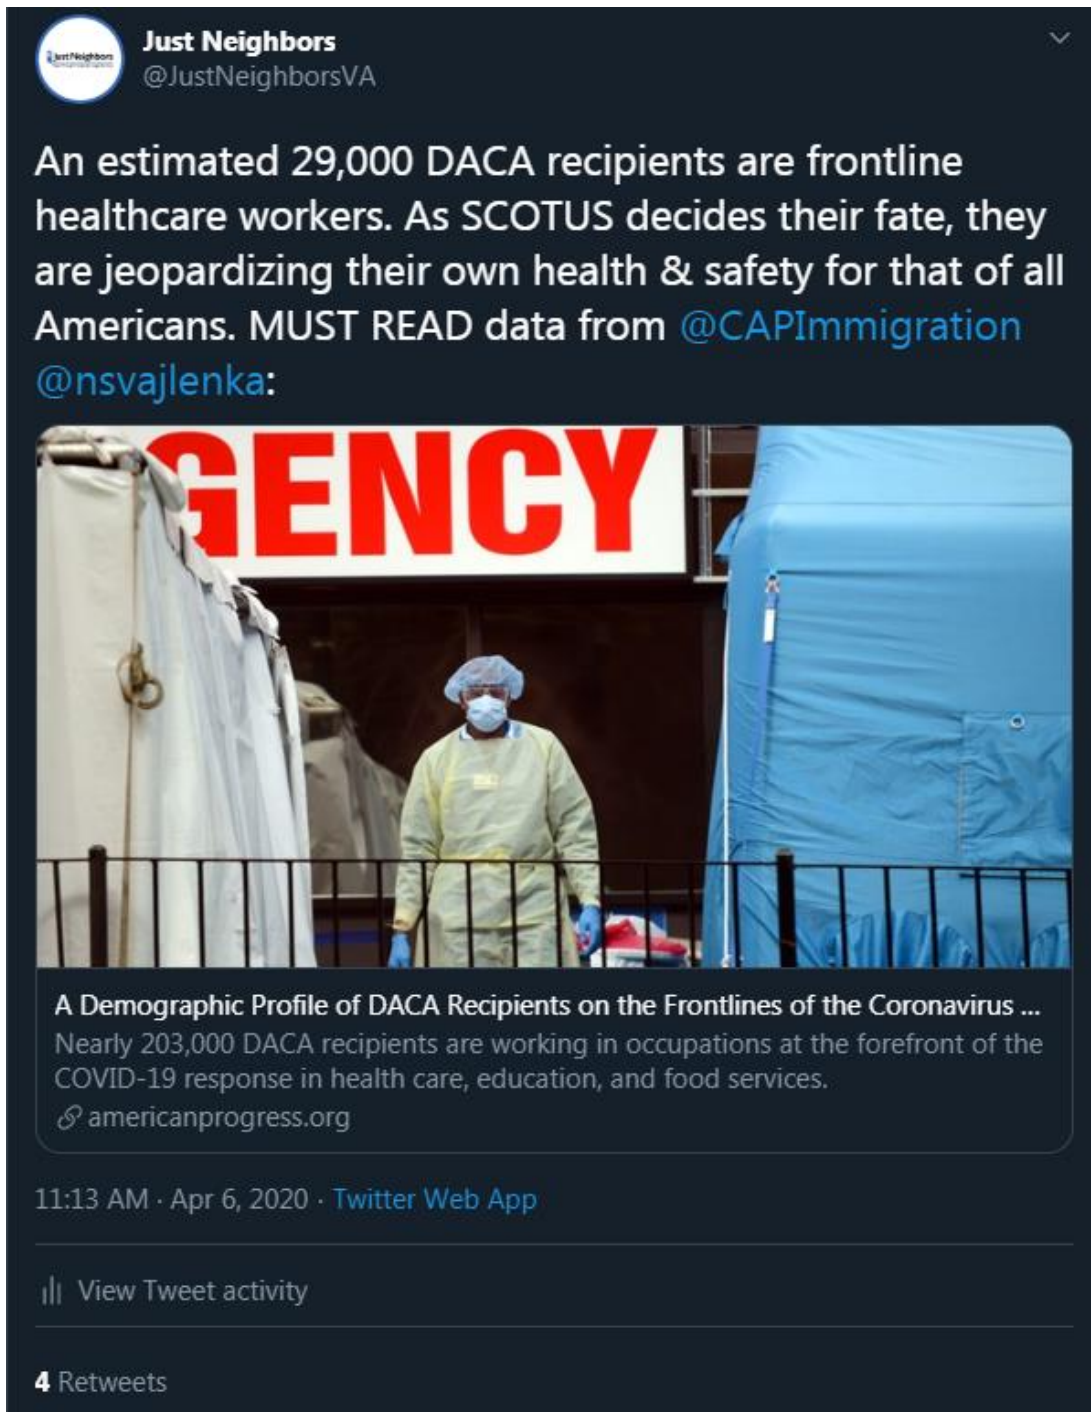 Just Neighbors
Just Neighbors
@JustNeighborsVA
An estimated 29,000 DACA recipients are frontline
healthcare workers. As SCOTUS decides their fate, they
are jeopardizing their own health & safety for that of all
Americans. MUST READ data from @CAPImmigration
@nsvajlenka:
GENCY
A Demographic Profile of DACA Recipients on the Frontlines of the Coronavirus ...
Nearly 203,000 DACA recipients are working in occupations at the forefront of the
COVID-19 response in health care, education, and food services.
americanprogress.org
11:13 AM · Apr 6, 2020 · Twitter Web App
View Tweet activity
4 Retweets